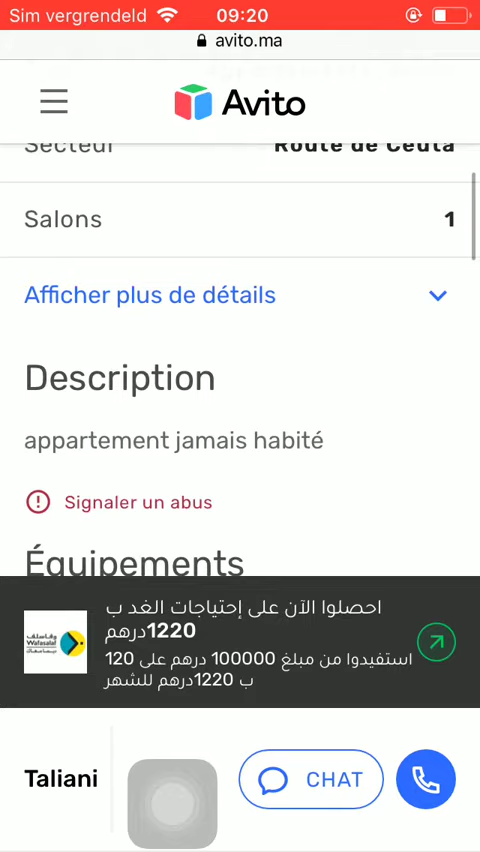 Sim vergrendeld 09:20
avito.ma
Avito
Secteur Route de Ceuta
Salons 1
Afficher plus de détails
Description
appartement jamais habité
Signaler un abus
Équipements
احصلوا الآن على إحتياجات الغد ب
1220درهم
استفيدوا من مبلغ 100000 درهم على 120
ب 1220درهم للشهر
وفاسلف
Wafasalaf
Taliani CHAT